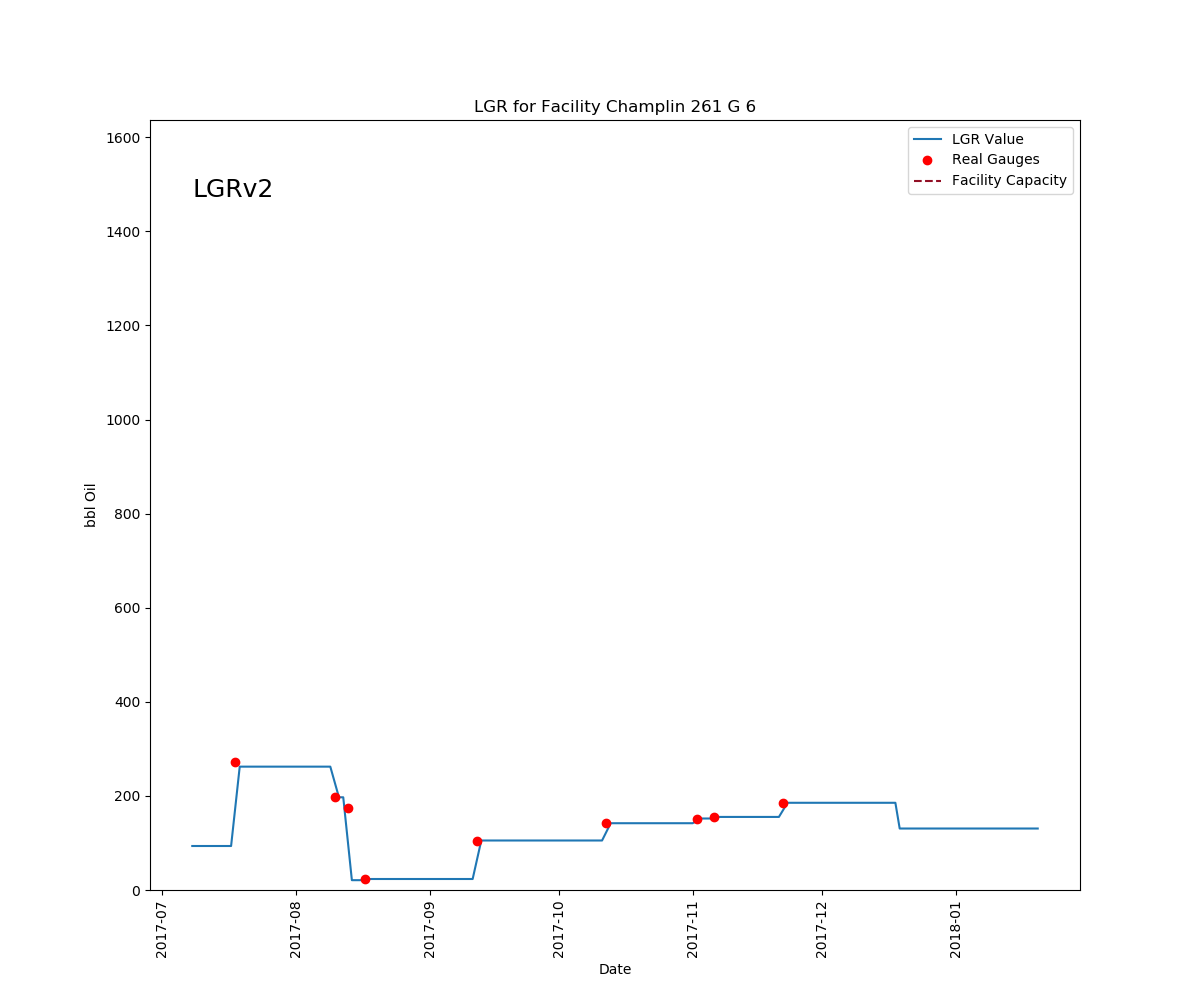 LGR for Facility Champlin 261 G 6
LGRv2
LGR Value
Real Gauges
Facility Capacity
1600
1400
1200
1000
800
600
400
200
0
bbl Oil
2017-07
2017-08
2017-09
2017-10
2017-11
2017-12
2018-01
Date